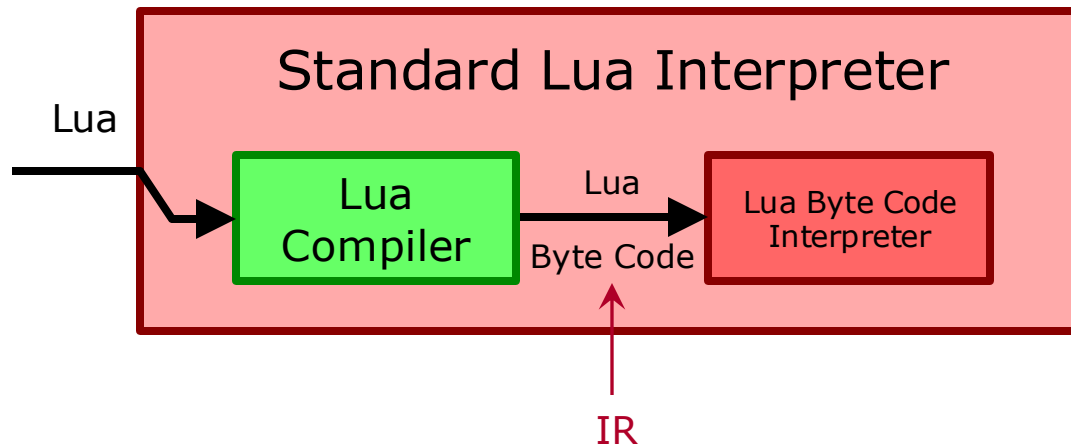 Standard Lua Interpreter
Lua
Lua
Compiler
Lua
Byte Code
Lua Byte Code
Interpreter
IR